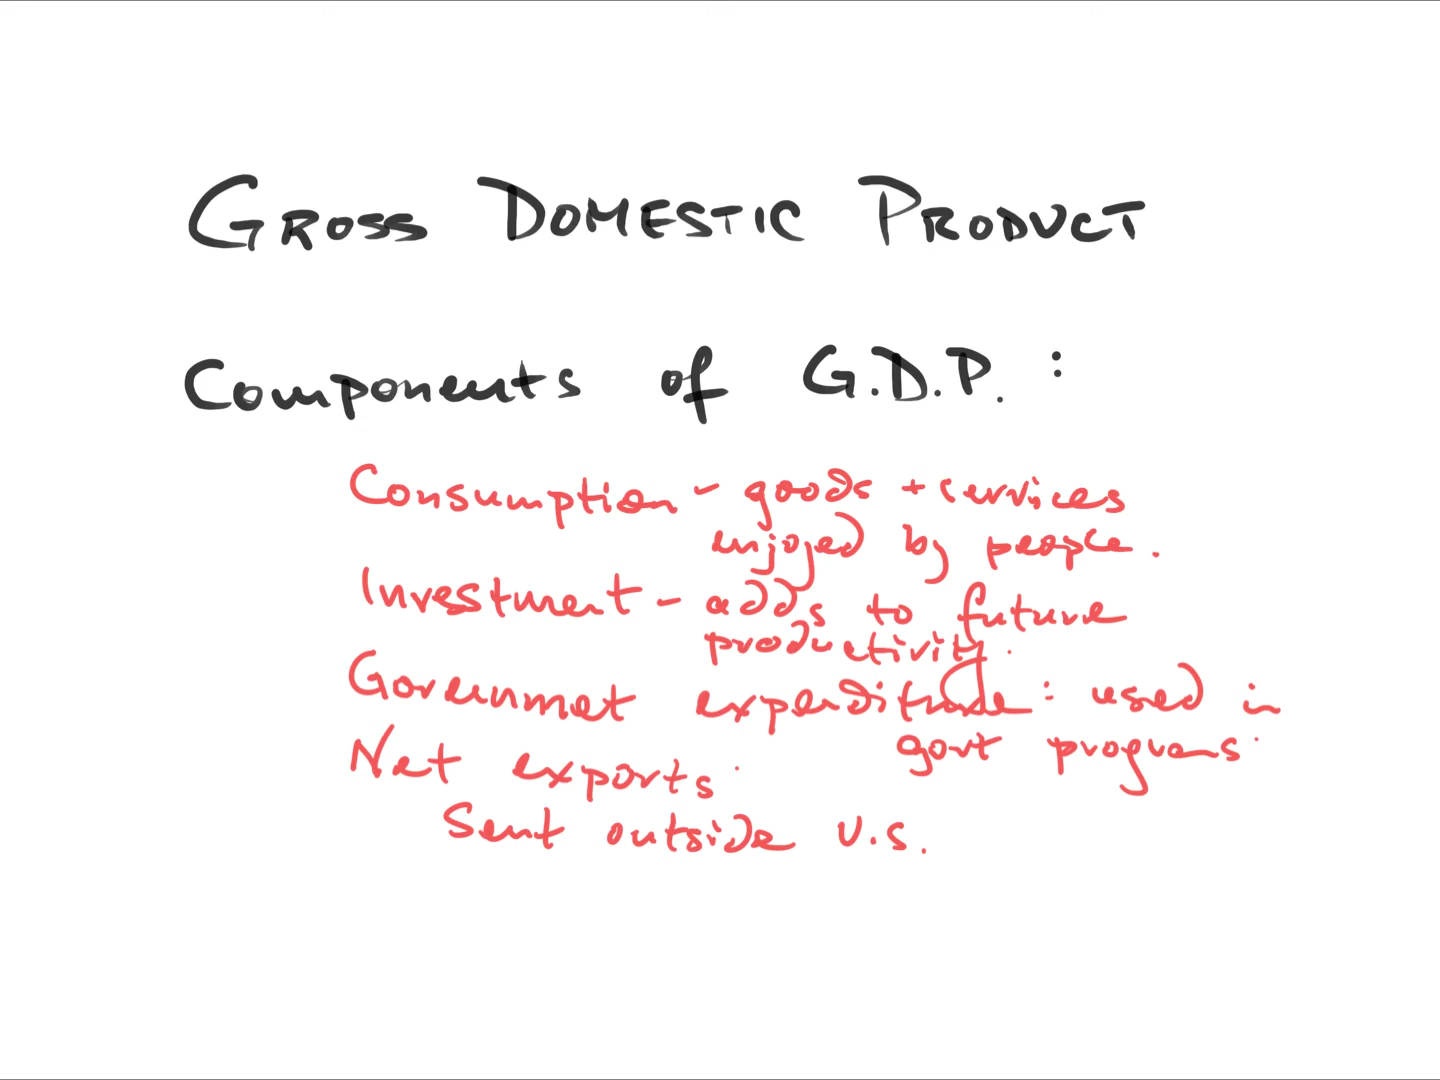 GROSS DOMESTIC PRODUCT
Components of G.D.P. :
Consumption - goods + services
enjoyed by people.
Investment - adds to future
productivity.
Government expenditure : used in
govt programs.
Net exports.
Sent outside U.S.